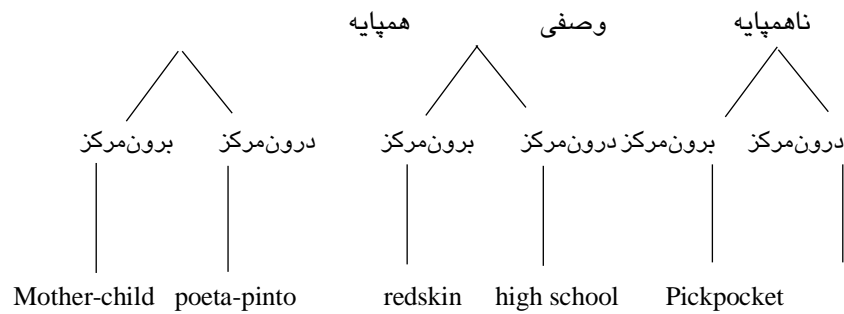 ناهمپایه وصفی همپایه
درون‌مرکز برون‌مرکز درون‌مرکز برون‌مرکز درون‌مرکز برون‌مرکز
Mother-child poeta-pinto redskin high school Pickpocket